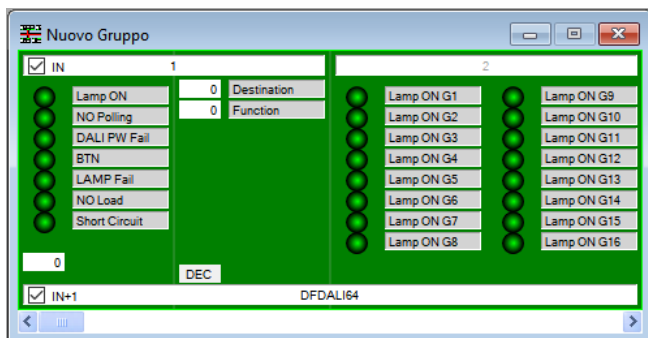 Nuovo Gruppo
IN 1 2
Lamp ON 0 Destination Lamp ON G1 Lamp ON G9
NO Polling 0 Function Lamp ON G2 Lamp ON G10
DALI PW Fail Lamp ON G3 Lamp ON G11
BTN Lamp ON G4 Lamp ON G12
LAMP Fail Lamp ON G5 Lamp ON G13
NO Load Lamp ON G6 Lamp ON G14
Short Circuit Lamp ON G7 Lamp ON G15
Lamp ON G8 Lamp ON G16
0
DEC
IN+1 DFDALI64